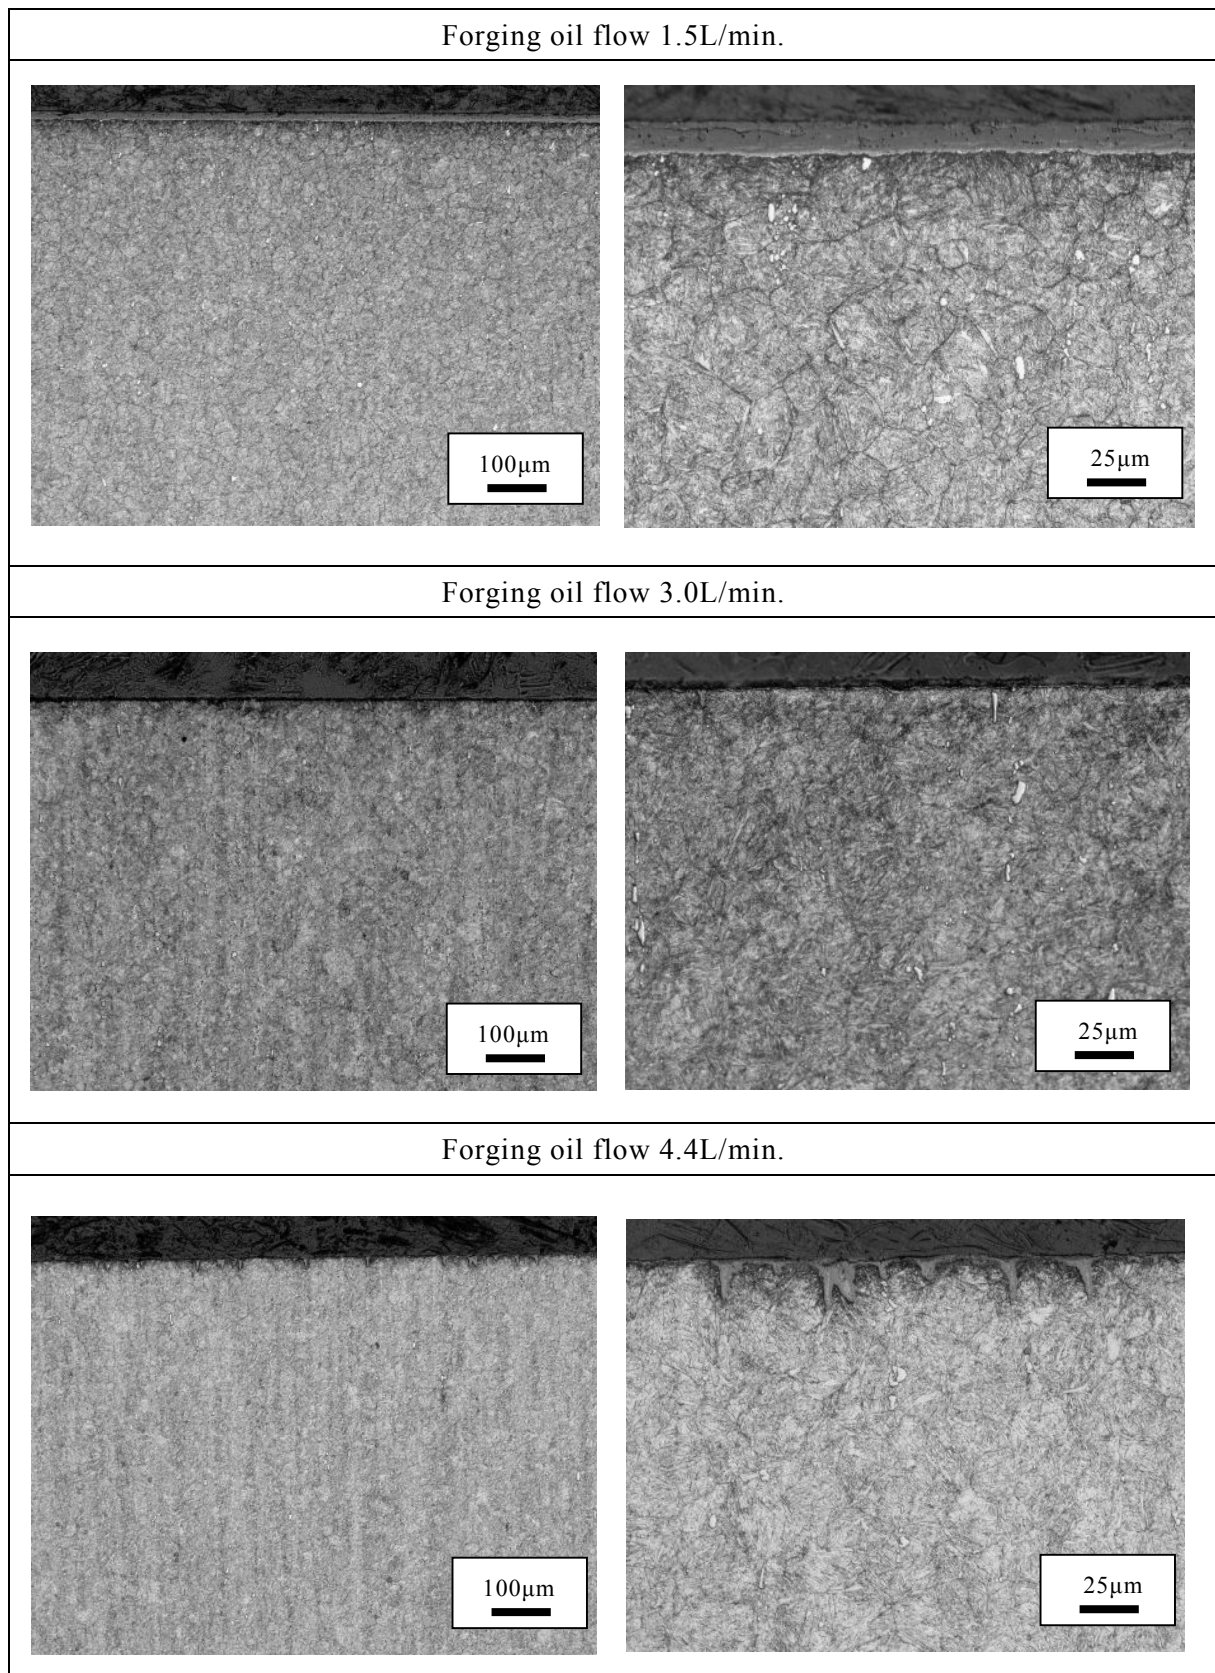 Forging oil flow 1.5L/min.
100μm
25μm
Forging oil flow 3.0L/min.
100μm
25μm
Forging oil flow 4.4L/min.
100μm
25μm